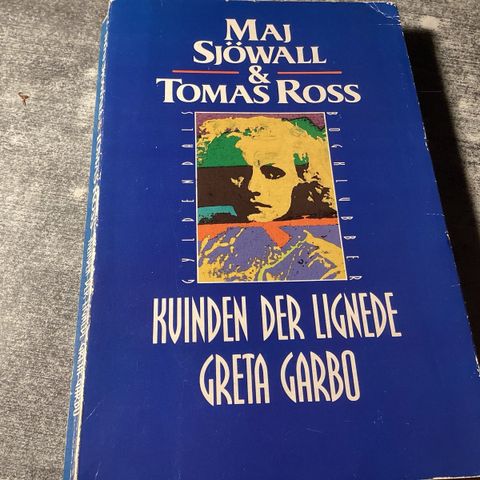 MAJ
SJÖWALL
&
TOMAS ROSS
GYLDENDALS
BOGKLUBBER
KVINDEN DER LIGNEDE
GRETA GARBO